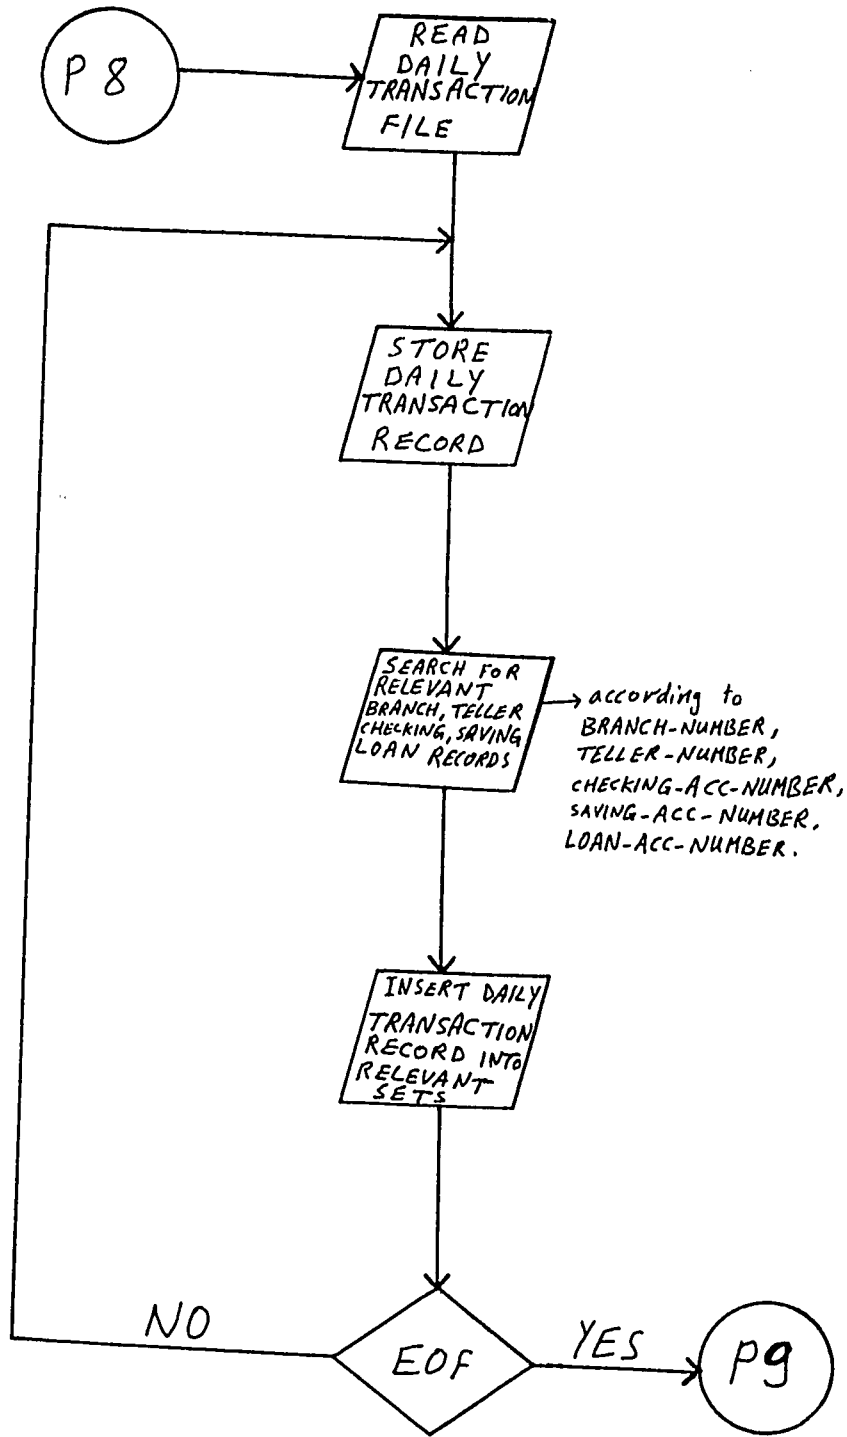 P 8
READ
DAILY
TRANSACTION
FILE
STORE
DAILY
TRANSACTION
RECORD
SEARCH FOR
RELEVANT
BRANCH, TELLER
CHECKING, SAVING
LOAN RECORDS
according to
BRANCH-NUMBER,
TELLER-NUMBER,
CHECKING-ACC-NUMBER,
SAVING-ACC-NUMBER.
LOAN-ACC-NUMBER.
INSERT DAILY
TRANSACTION
RECORD INTO
RELEVANT
SETS
EOF
NO
YES
P9